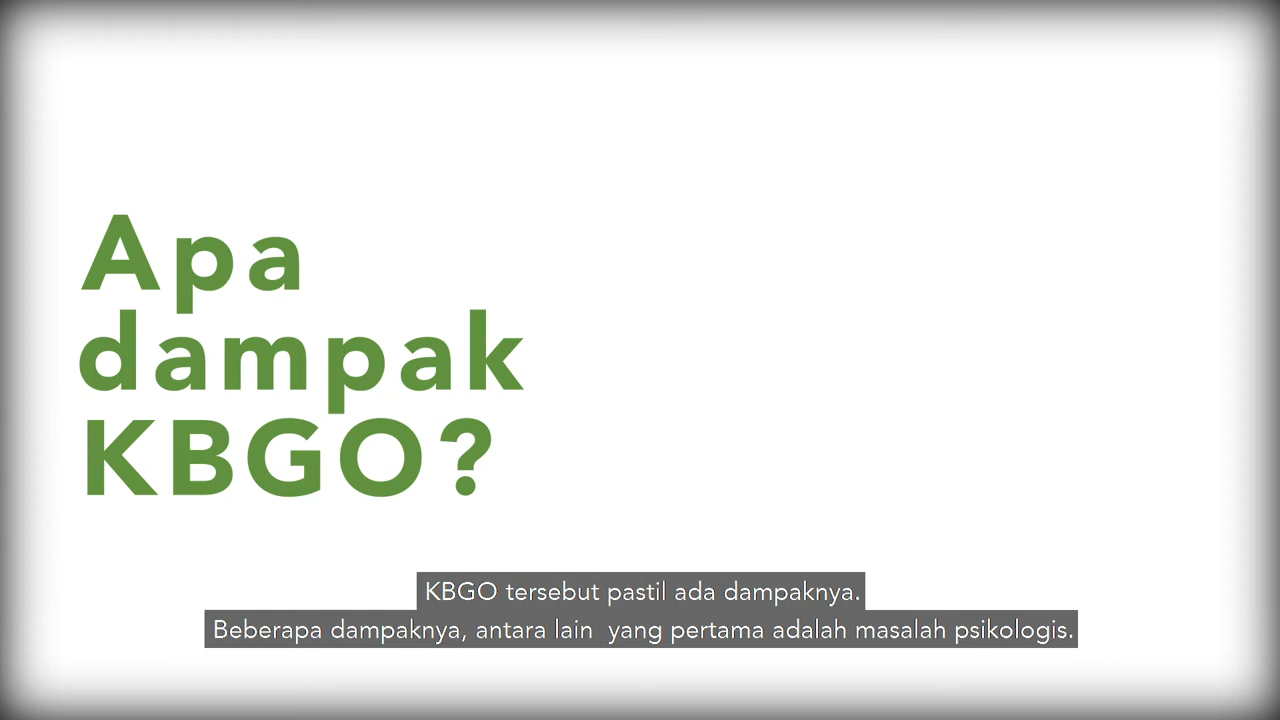 Apa
dampak
KBGO?
KBGO tersebut pastil ada dampaknya.
Beberapa dampaknya, antara lain  yang pertama adalah masalah psikologis.